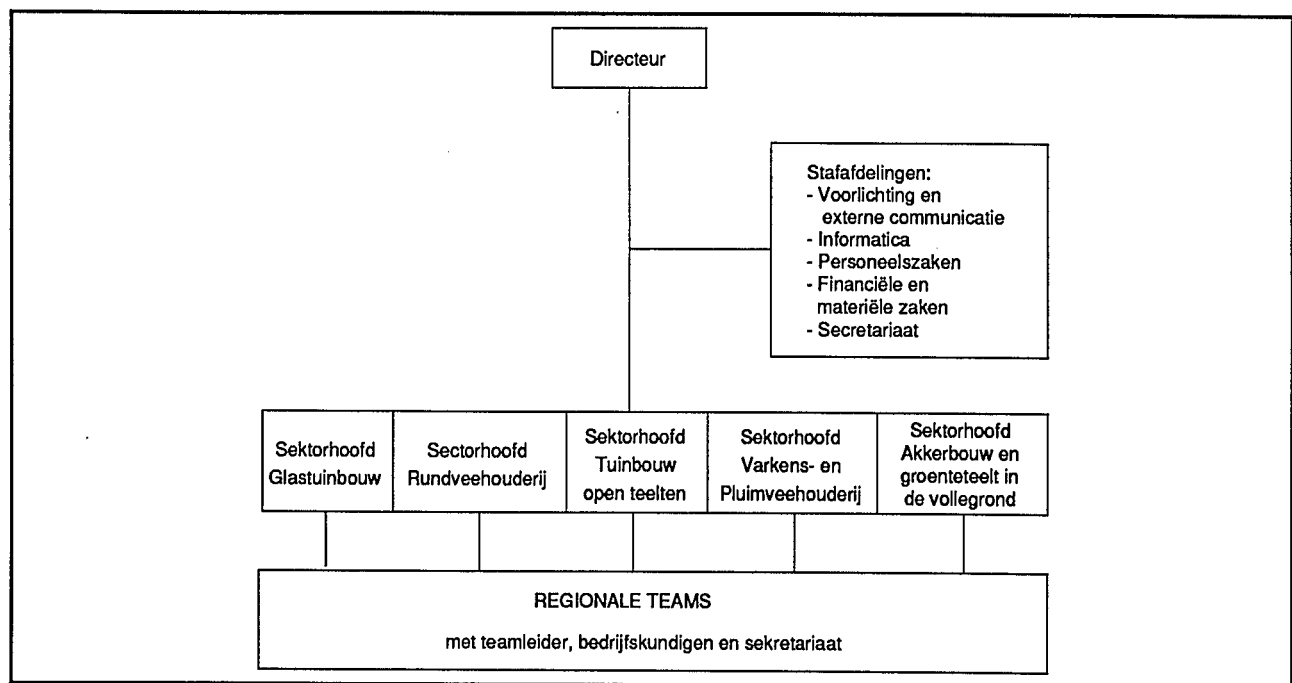 Directeur
Stafafdelingen:
- Voorlichting en
externe communicatie
- Informatica
- Personeelszaken
- Financiële en
materiële zaken
- Secretariaat
Sektorhoofd
Glastuinbouw
Sectorhoofd
Rundveehouderij
Sektorhoofd
Tuinbouw
open teelten
Sektorhoofd
Varkens- en
Pluimveehouderij
Sektorhoofd
Akkerbouw en
groenteteelt in
de vollegrond
REGIONALE TEAMS
met teamleider, bedrijfskundigen en sekretariaat